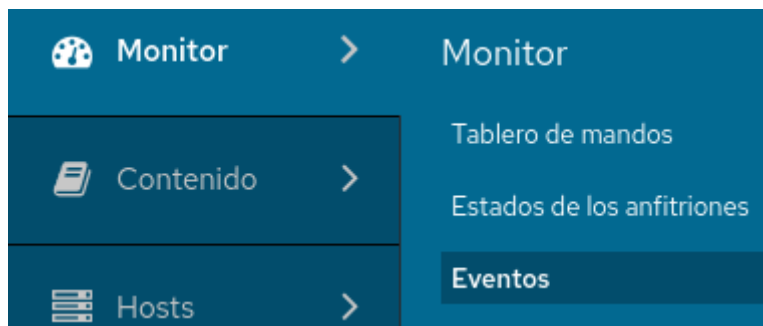 Monitor
Contenido
Hosts
Monitor
Tablero de mandos
Estados de los anfitriones
Eventos